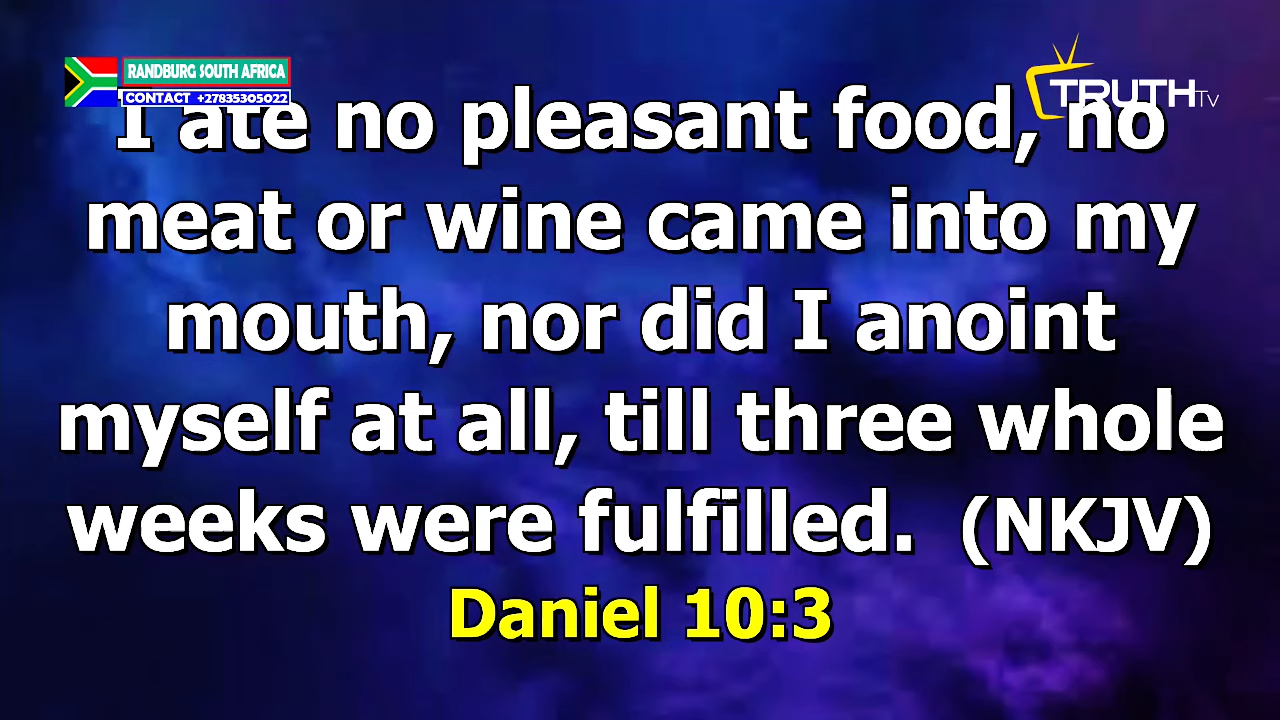 RANDBURG SOUTH AFRICA
CONTACT +27835305022
TRUTH TV
I ate no pleasant food, no
meat or wine came into my
mouth, nor did I anoint
myself at all, till three whole
weeks were fulfilled. (NKJV)
Daniel 10:3